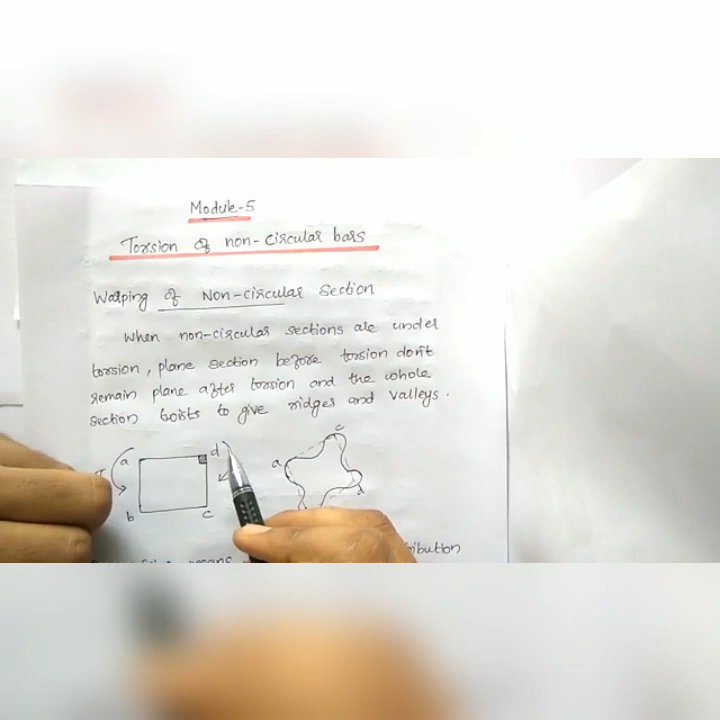 Module-5
Torsion of non-circular bars
Warping of Non-circular section
When non-circular sections are under
torsion, plane section before torsion don't
remain plane after torsion and the whole
section twists to give ridges and valleys.
a d
b c
a c
d